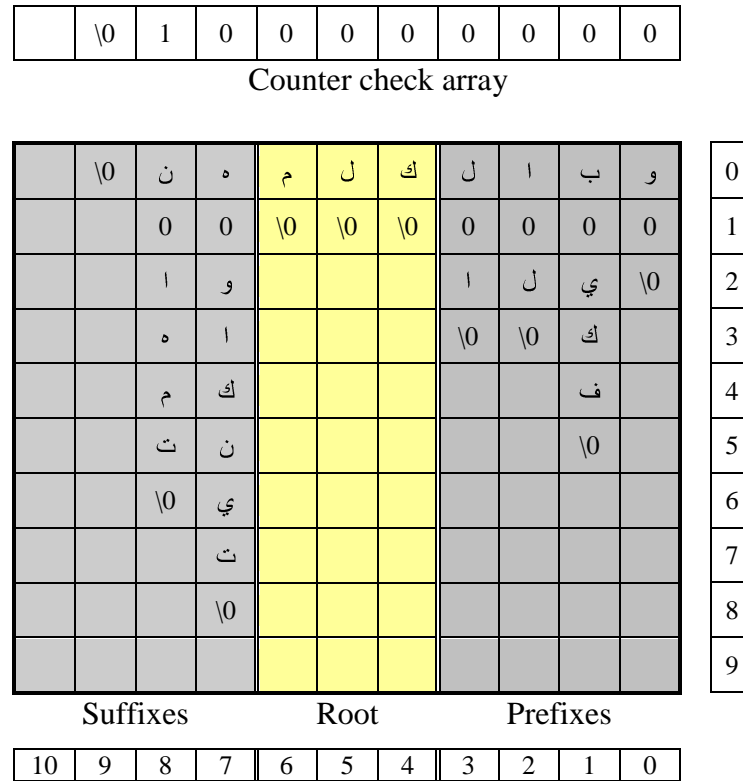 \0 1 0 0 0 0 0 0 0 0
Counter check array
و ب ا ل ك ل م ه ن \0 0
0 0 0 0 \0 \0 \0 0 0 1
\0 ي ل ا و ا 2
ك \0 \0 ا ه 3
ف ك م 4
\0 ن ت 5
ي \0 6
ت 7
\0 8
9
Suffixes Root Prefixes
10 9 8 7 6 5 4 3 2 1 0